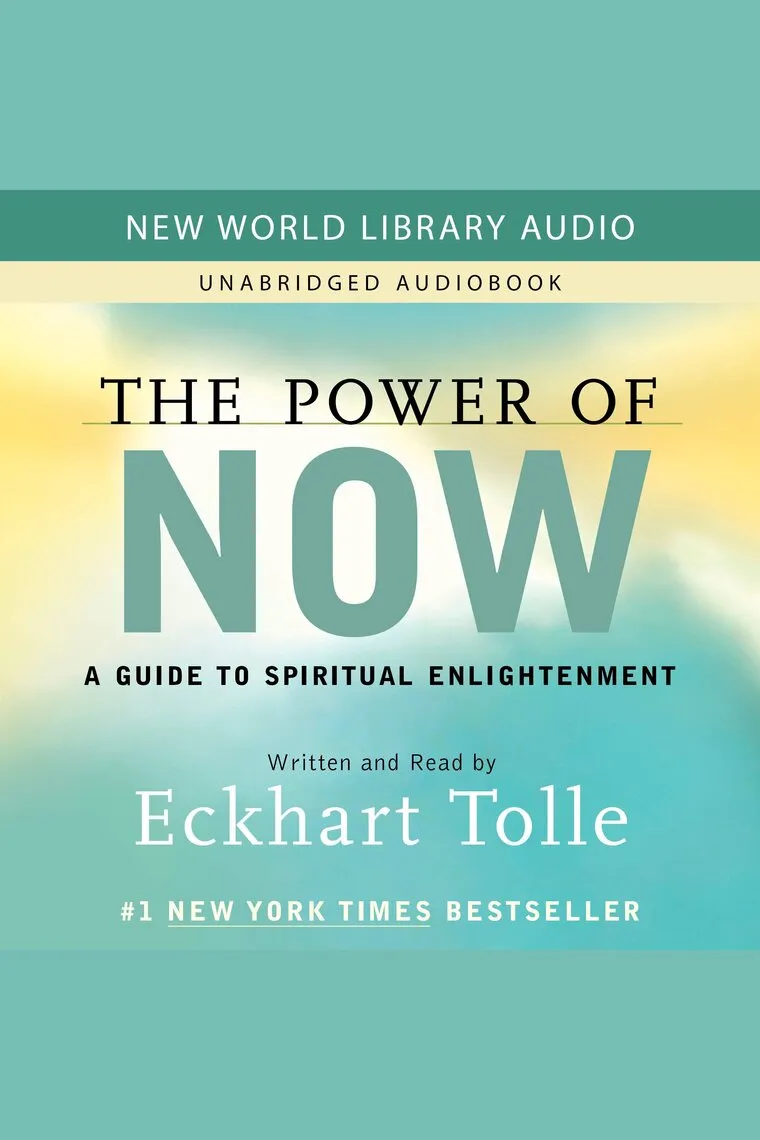 NEW WORLD LIBRARY AUDIO
UNABRIDGED AUDIOBOOK
THE POWER OF
NOW
A GUIDE TO SPIRITUAL ENLIGHTENMENT
Written and Read by
Eckhart Tolle
#1 NEW YORK TIMES BESTSELLER